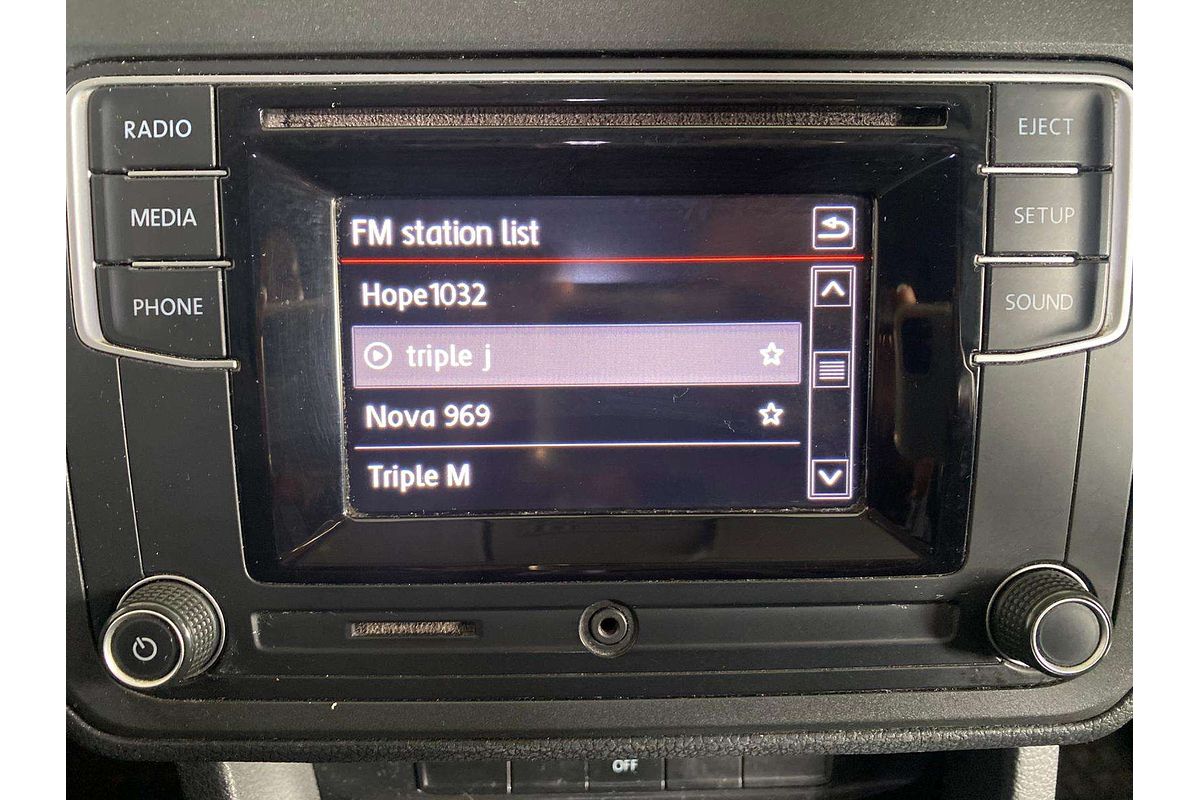 RADIO
EJECT
MEDIA
SETUP
PHONE
SOUND
FM station list
Hope1032
triple j
Nova 969
Triple M
OFF